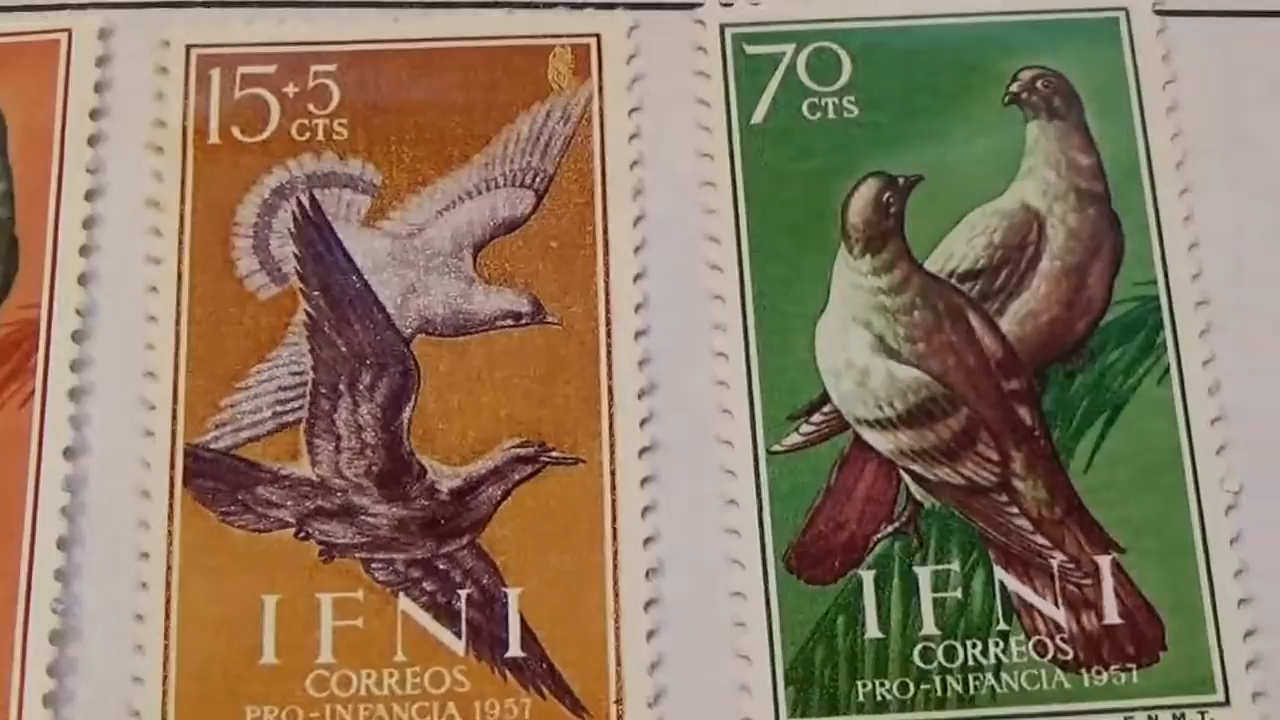 15+5
CTS
IFNI
CORREOS
PRO-INFANCIA 1957
70
CTS
IFNI
CORREOS
PRO-INFANCIA 1957
N.M.T.